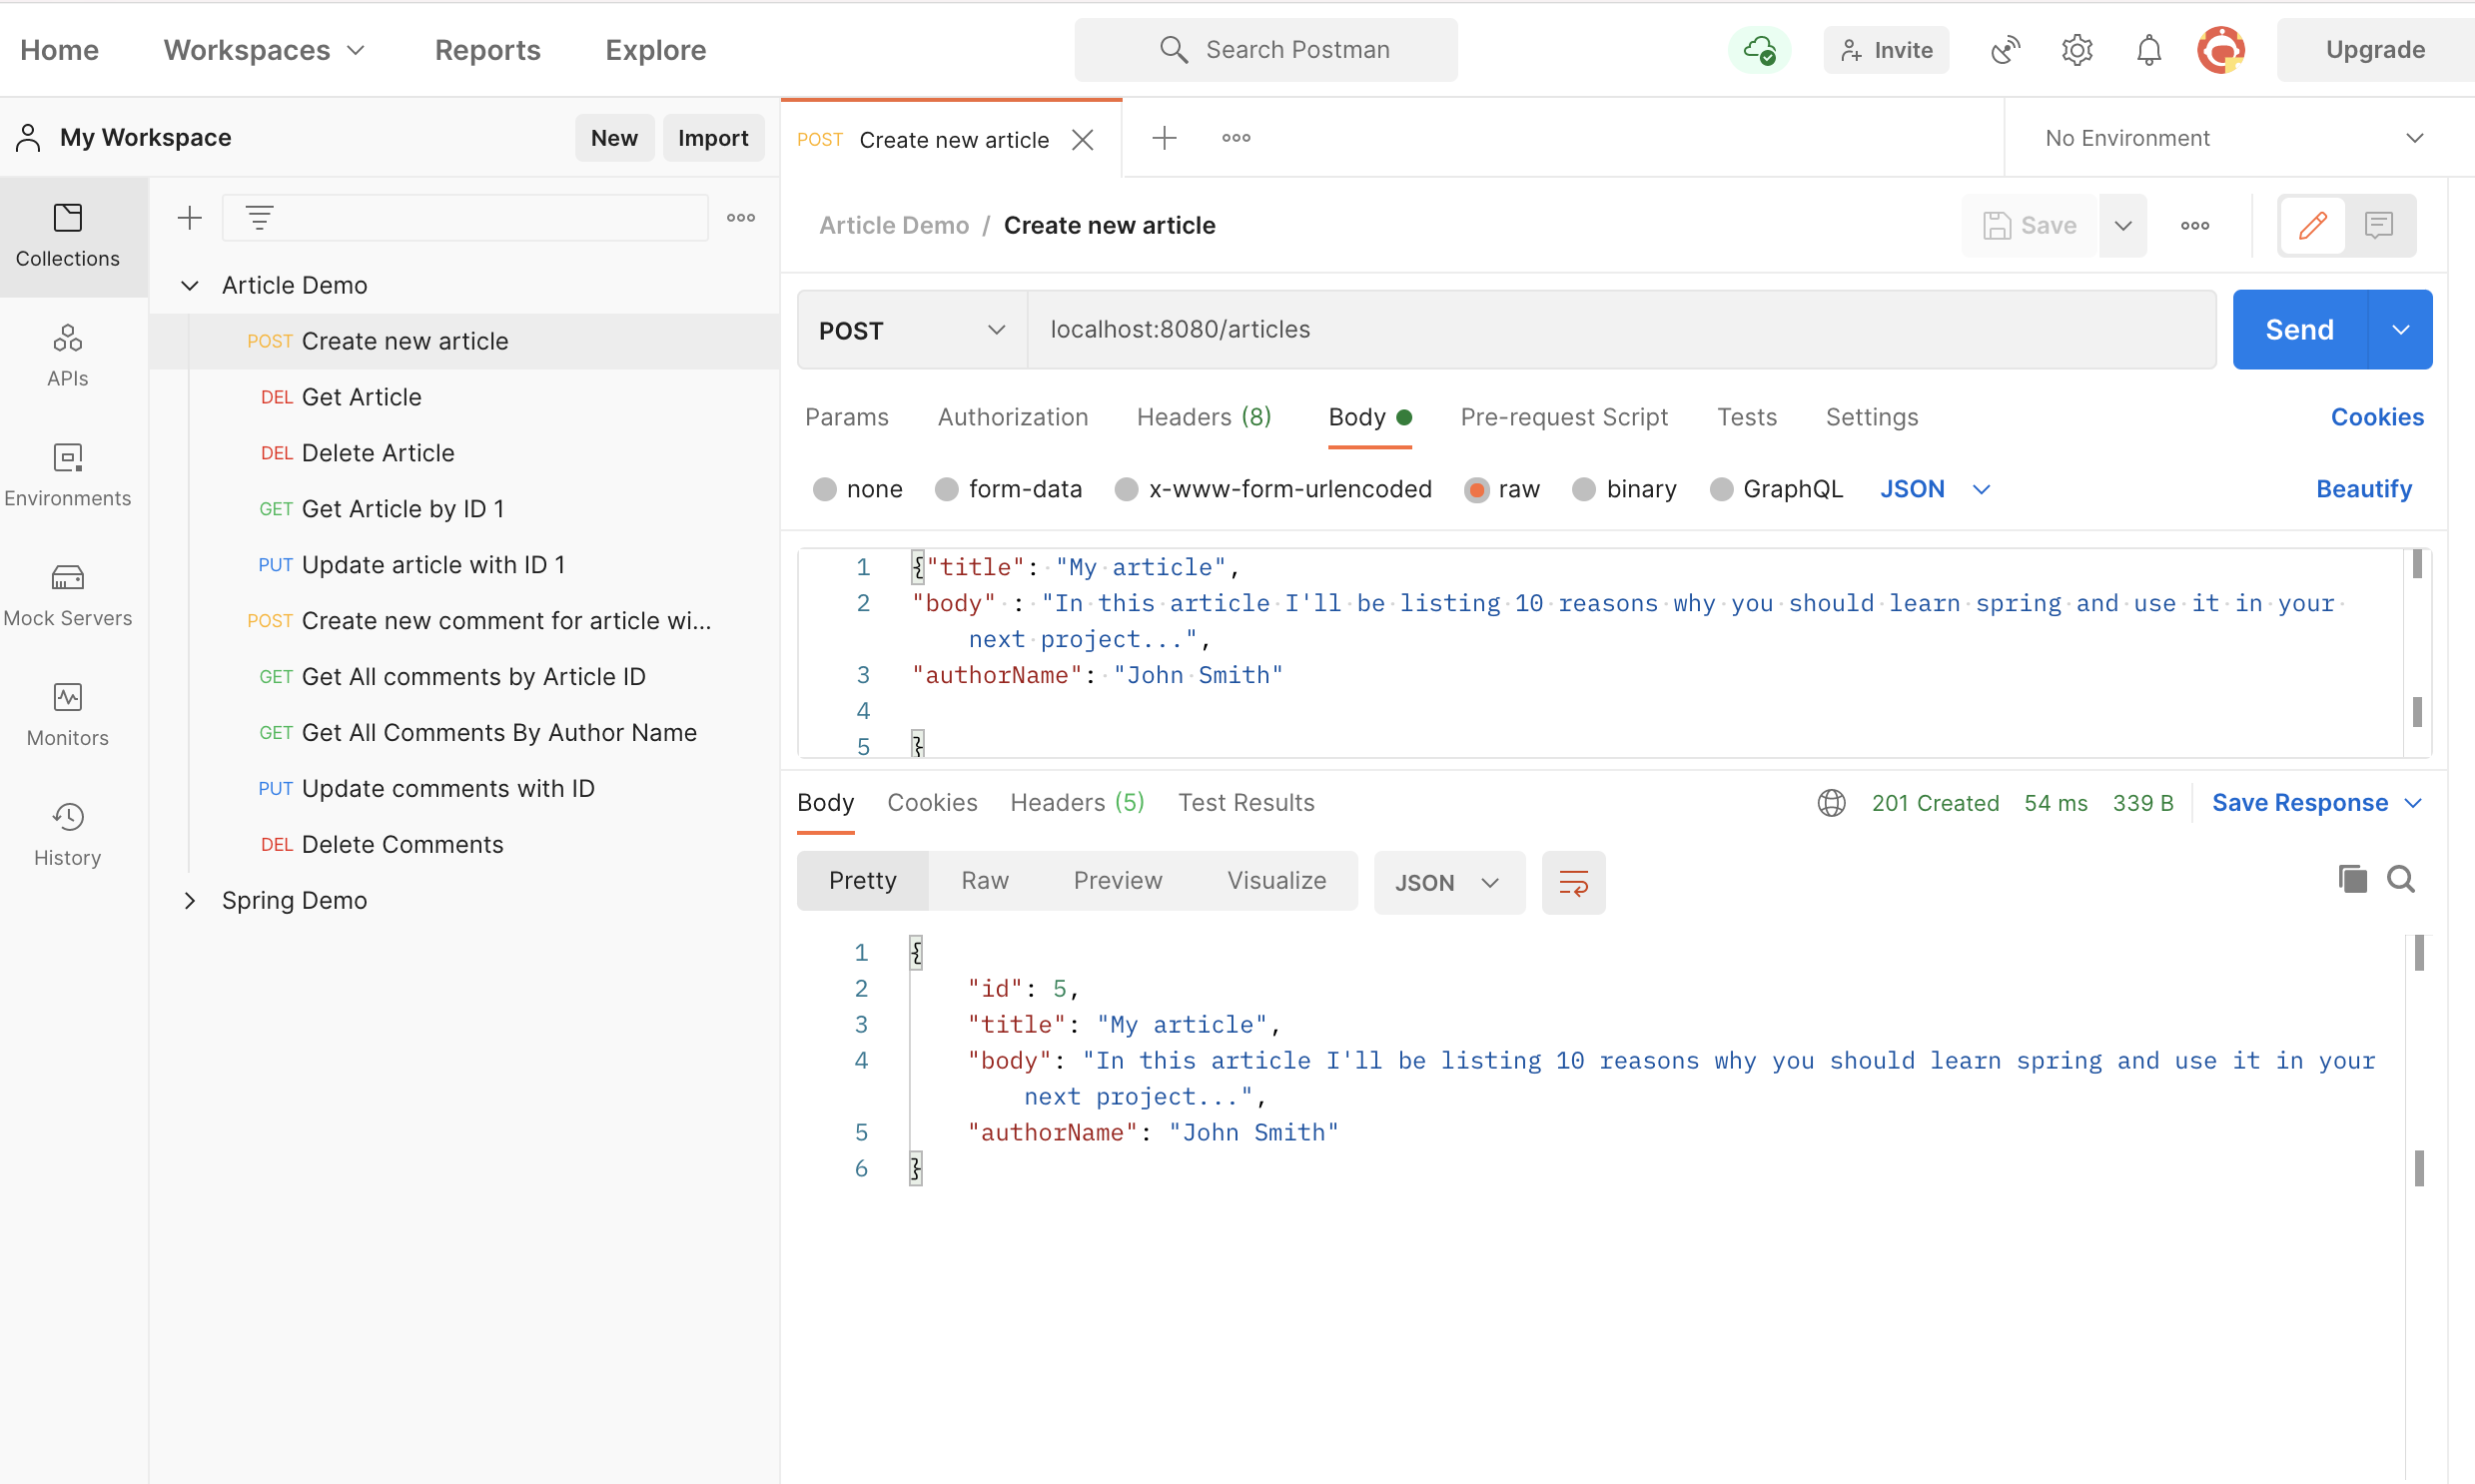 Home Workspaces Reports Explore Search Postman Invite Upgrade
My Workspace New Import POST Create new article No Environment
Collections
APIs
Environments
Mock Servers
Monitors
History
Article Demo
POST Create new article
DEL Get Article
DEL Delete Article
GET Get Article by ID 1
PUT Update article with ID 1
POST Create new comment for article wi...
GET Get All comments by Article ID
GET Get All Comments By Author Name
PUT Update comments with ID
DEL Delete Comments
Spring Demo
Article Demo / Create new article Save
POST localhost:8080/articles Send
Params Authorization Headers (8) Body Pre-request Script Tests Settings Cookies
none form-data x-www-form-urlencoded raw binary GraphQL JSON Beautify
1 {"title": "My article",
2 "body" : "In this article I'll be listing 10 reasons why you should learn spring and use it in your
next project...",
3 "authorName": "John Smith"
4
5 }
Body Cookies Headers (5) Test Results 201 Created 54 ms 339 B Save Response
Pretty Raw Preview Visualize JSON
1 {
2 "id": 5,
3 "title": "My article",
4 "body": "In this article I'll be listing 10 reasons why you should learn spring and use it in your
next project...",
5 "authorName": "John Smith"
6 }